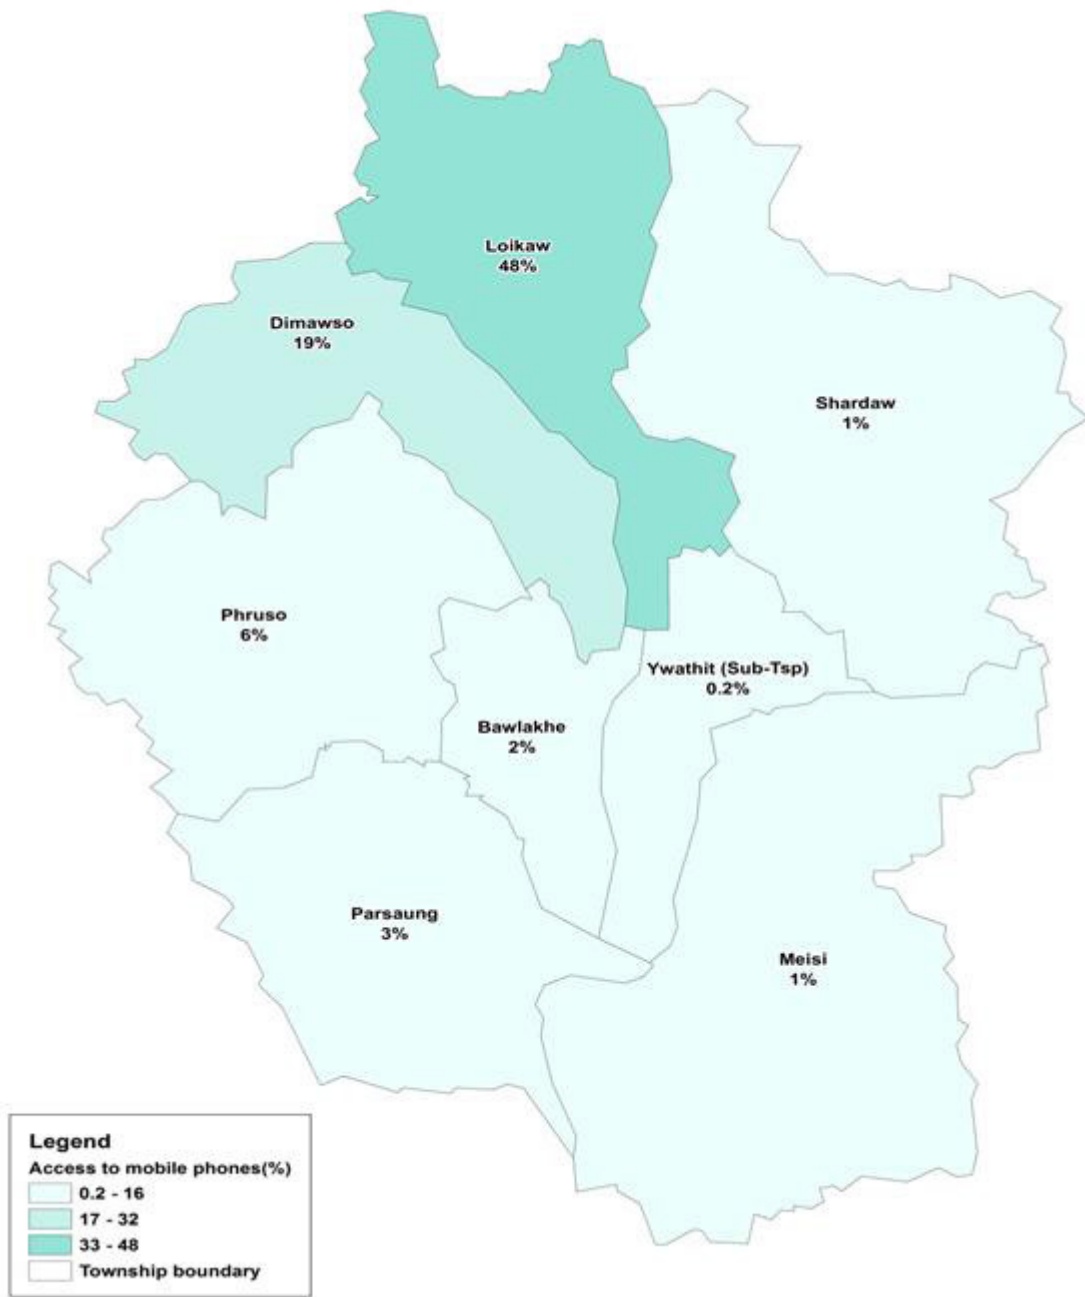 Loikaw
48%
Dimawso
19%
Shardaw
1%
Phruso
6%
Ywathit (Sub-Tsp)
0.2%
Bawlakhe
2%
Parsaung
3%
Meisi
1%
Legend
Access to mobile phones(%)
0.2 - 16
17 - 32
33 - 48
Township boundary